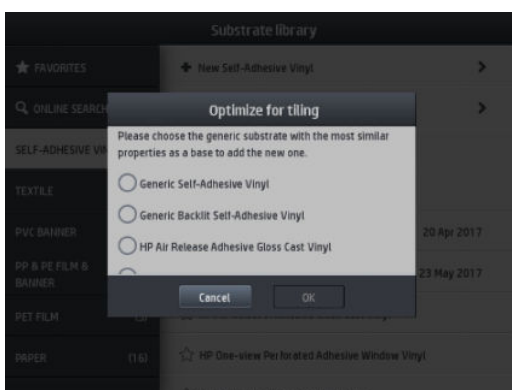 Substrate library
FAVORITES
New Self-Adhesive Vinyl
ONLINE SEARCH
Optimize for tiling
Please choose the generic substrate with the most similar
properties as a base to add the new one.
SELF-ADHESIVE VIN
Generic Self-Adhesive Vinyl
TEXTILE
Generic Backlit Self-Adhesive Vinyl
PVC BANNER
20 Apr 2017
HP Air Release Adhesive Gloss Cast Vinyl
PP & PE FILM &
BANNER
23 May 2017
Cancel
OK
PET FILM
PAPER
(16)
HP One-view Perforated Adhesive Window Vinyl